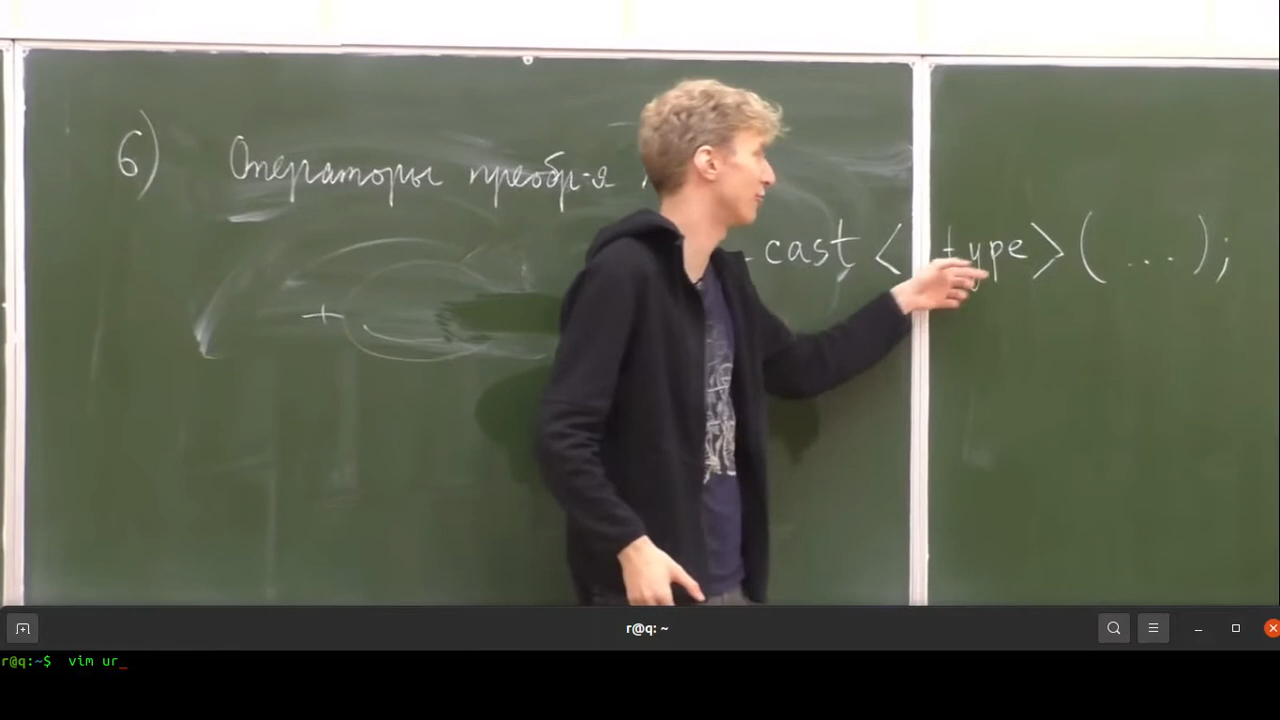 6) Операторы преобр-я
cast < type > ( ... );
r@q: ~
r@q:~$ vim ur_